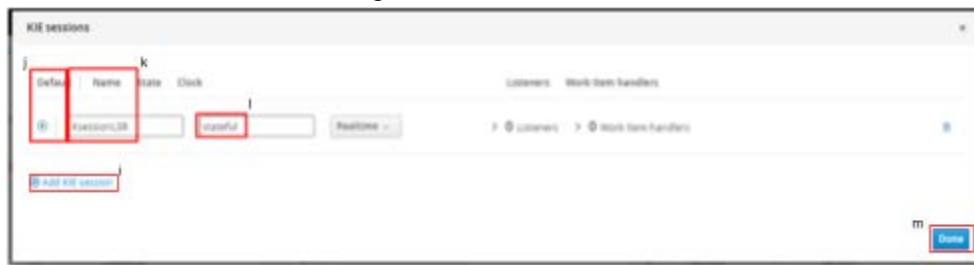 KIE sessions ×
j k
Default Name State Clock Listeners Work Item handlers
l
stateful Realtime > 0 Listeners > 0 Work Item handlers
i
Add KIE session
m
Done